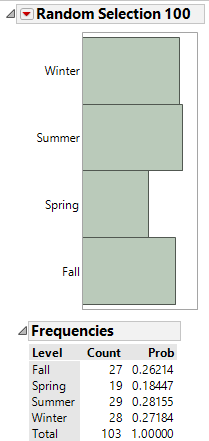 Random Selection 100
Winter
Summer
Spring
Fall
Frequencies
Level Count Prob
Fall 27 0.26214
Spring 19 0.18447
Summer 29 0.28155
Winter 28 0.27184
Total 103 1.00000